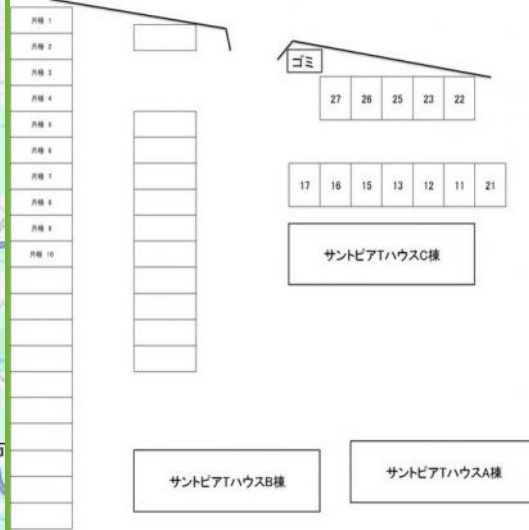 月極 1
月極 2
月極 3
月極 4
月極 5
月極 6
月極 7
月極 8
月極 9
月極 10
ゴミ
27 26 25 23 22
17 16 15 13 12 11 21
サントピアTハウスC棟
サントピアTハウスB棟
サントピアTハウスA棟